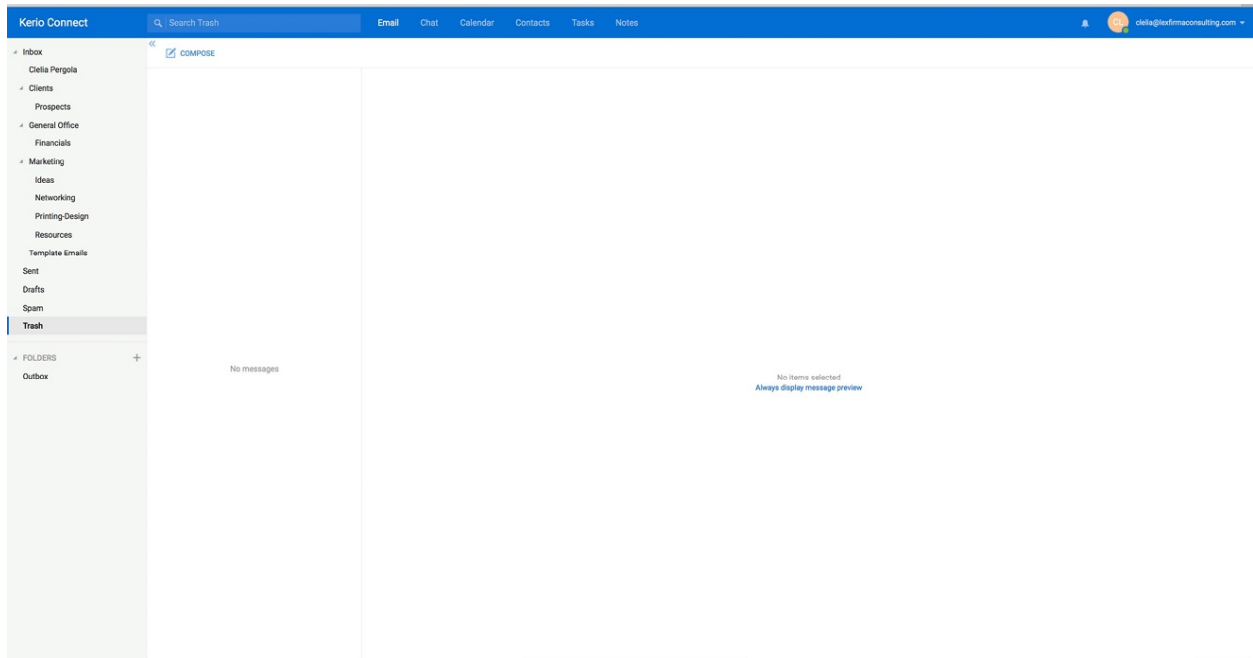 Kerio Connect
Search Trash
Email Chat Calendar Contacts Tasks Notes
CL clelia@lexfirmaconsulting.com
Inbox
Clelia Pergola
Clients
Prospects
General Office
Financials
Marketing
Ideas
Networking
Printing-Design
Resources
Template Emails
Sent
Drafts
Spam
Trash
FOLDERS +
Outbox
COMPOSE
No messages
No items selected
Always display message preview